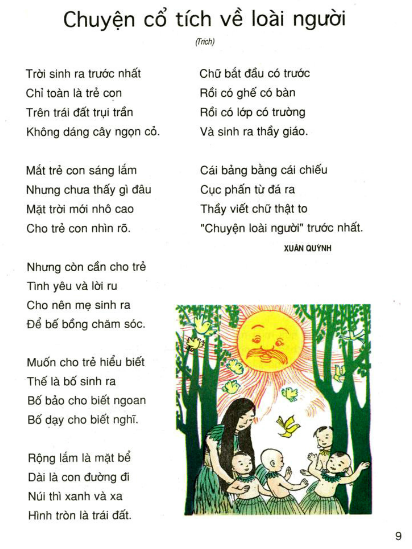 Chuyện cổ tích về loài người
(Trích)
Trời sinh ra trước nhất
Chỉ toàn là trẻ con
Trên trái đất trụi trần
Không dáng cây ngọn cỏ.
Mắt trẻ con sáng lắm
Nhưng chưa thấy gì đâu
Mặt trời mới nhô cao
Cho trẻ con nhìn rõ.
Nhưng còn cần cho trẻ
Tình yêu và lời ru
Cho nên mẹ sinh ra
Để bế bồng chăm sóc.
Muốn cho trẻ hiểu biết
Thế là bố sinh ra
Bố bảo cho biết ngoan
Bố dạy cho biết nghĩ.
Rộng lắm là mặt bể
Dài là con đường đi
Núi thì xanh và xa
Hình tròn là trái đất.
Chữ bắt đầu có trước
Rồi có ghế có bàn
Rồi có lớp có trường
Và sinh ra thầy giáo.
Cái bảng bằng cái chiếu
Cục phấn từ đá ra
Thầy viết chữ thật to
"Chuyện loài người" trước nhất.
XUÂN QUỲNH
9